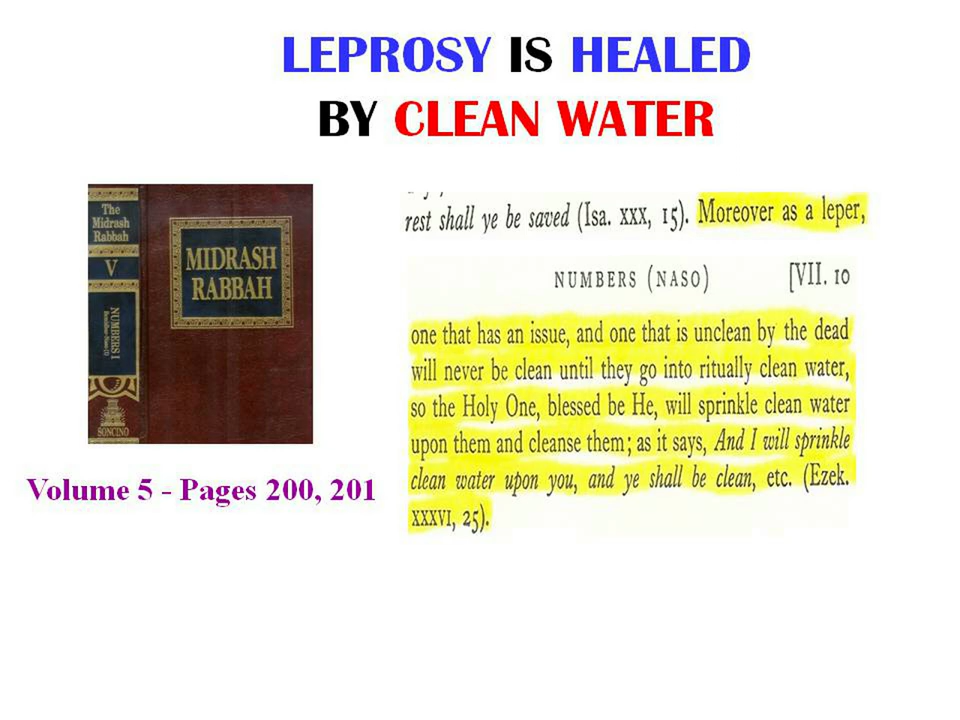 LEPROSY IS HEALED
BY CLEAN WATER
The
Midrash
Rabbah
V
NUMBERS I
SONCINO
MIDRASH
RABBAH
Volume 5 - Pages 200, 201
rest shall ye be saved (Isa. xxx, 15). Moreover as a leper,
NUMBERS (NASO) [VII. 10
one that has an issue, and one that is unclean by the dead
will never be clean until they go into ritually clean water,
so the Holy One, blessed be He, will sprinkle clean water
upon them and cleanse them; as it says, And I will sprinkle
clean water upon you, and ye shall be clean, etc. (Ezek.
XXXVI, 25).